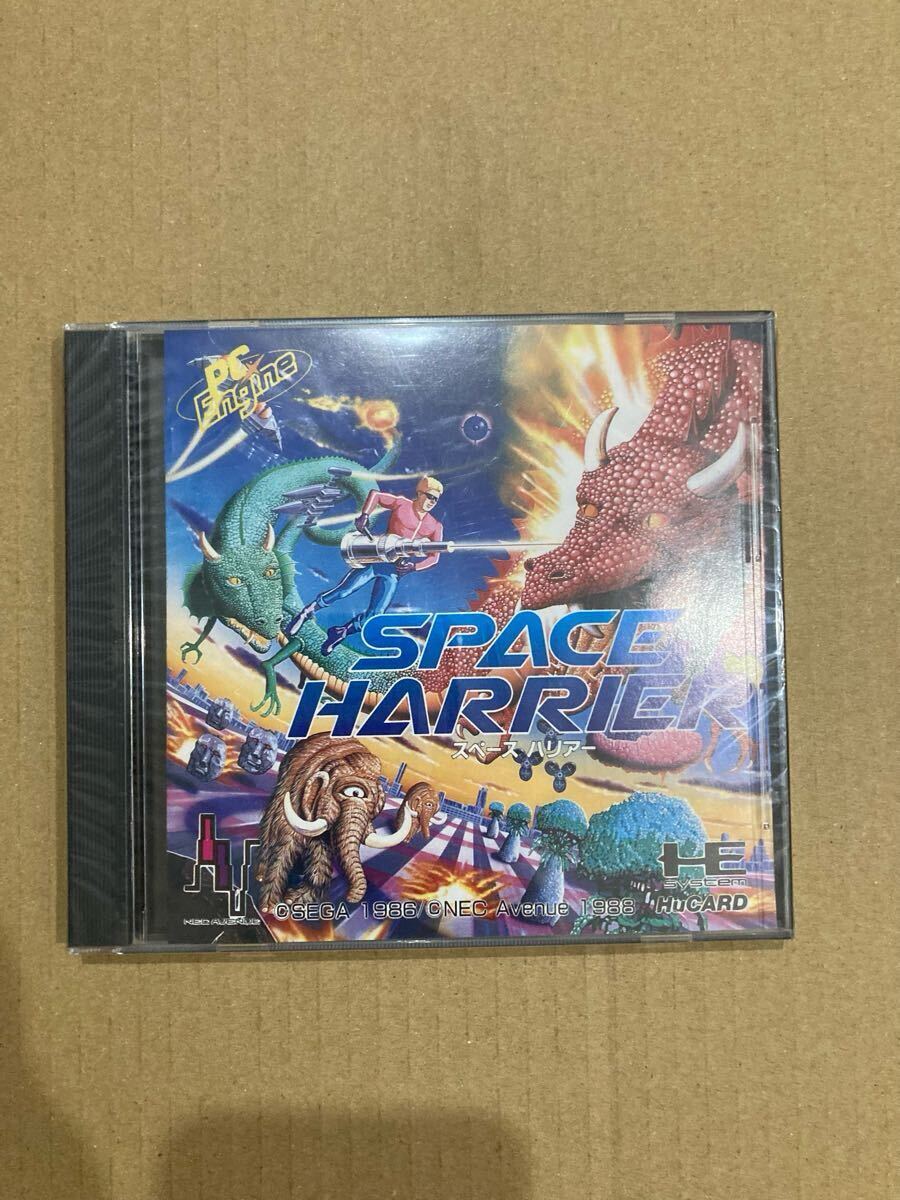 PC
Engine
SPACE
HARRIER
スペース ハリアー
NEC AVENUE
©SEGA 1986/©NEC Avenue 1988
HE
system
HuCARD